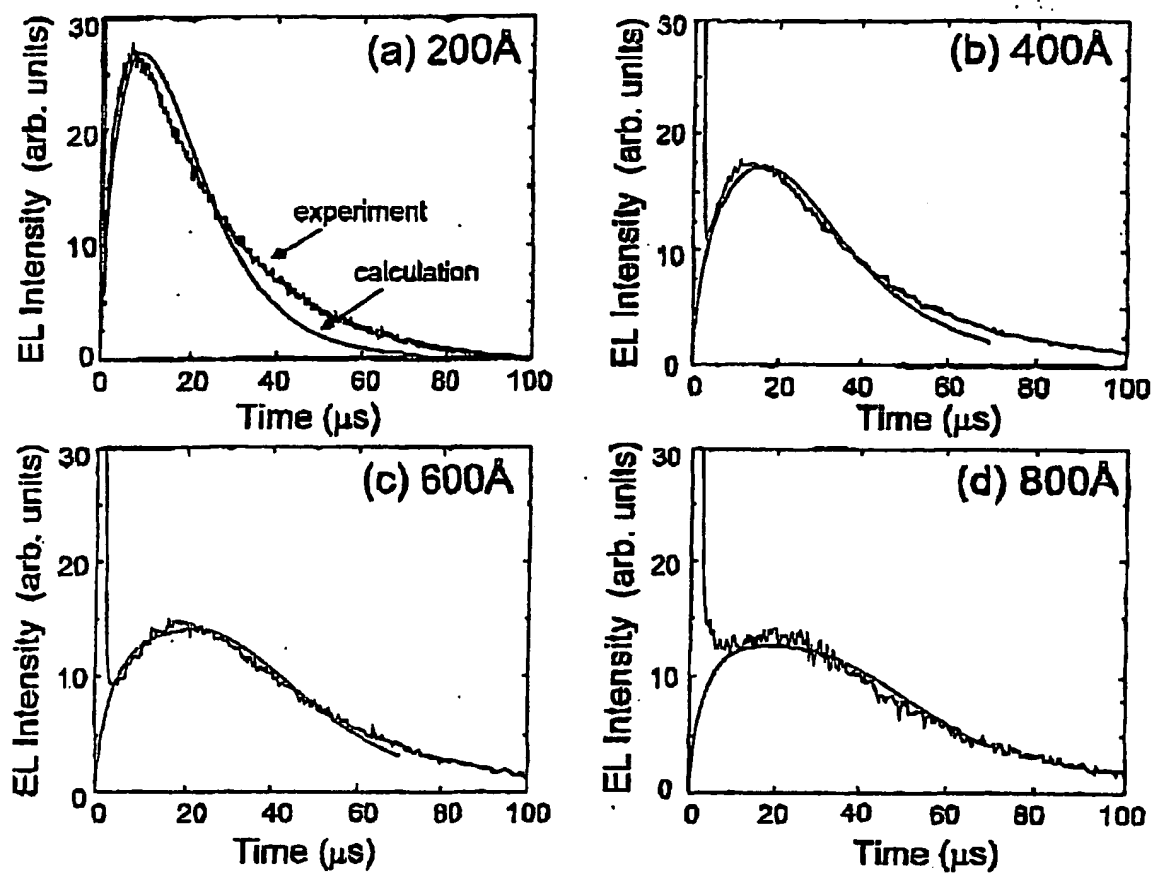 (a) 200Å
EL Intensity (arb. units)
30
20
10
0
experiment
calculation
0 20 40 60 80 100
Time (μs)
(b) 400Å
EL Intensity (arb. units)
30
20
10
0
0 20 40 60 80 100
Time (μs)
(c) 600Å
EL Intensity (arb. units)
30
20
10
0
0 20 40 60 80 100
Time (μs)
(d) 800Å
EL Intensity (arb. units)
30
20
10
0
0 20 40 60 80 100
Time (μs)